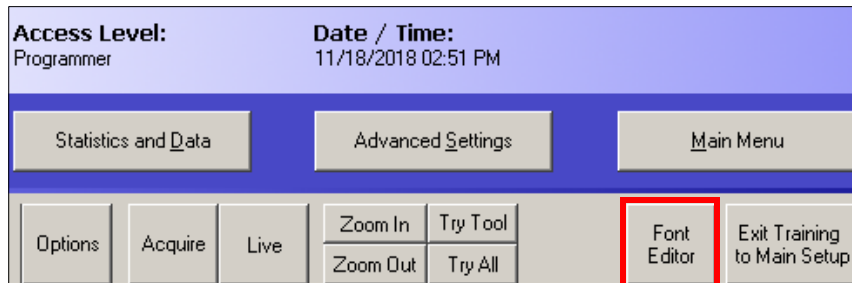 Access Level: Date / Time:
Programmer 11/18/2018 02:51 PM
Statistics and Data Advanced Settings Main Menu
Options Acquire Live Zoom In Try Tool Font Exit Training
Zoom Out Try All Editor to Main Setup